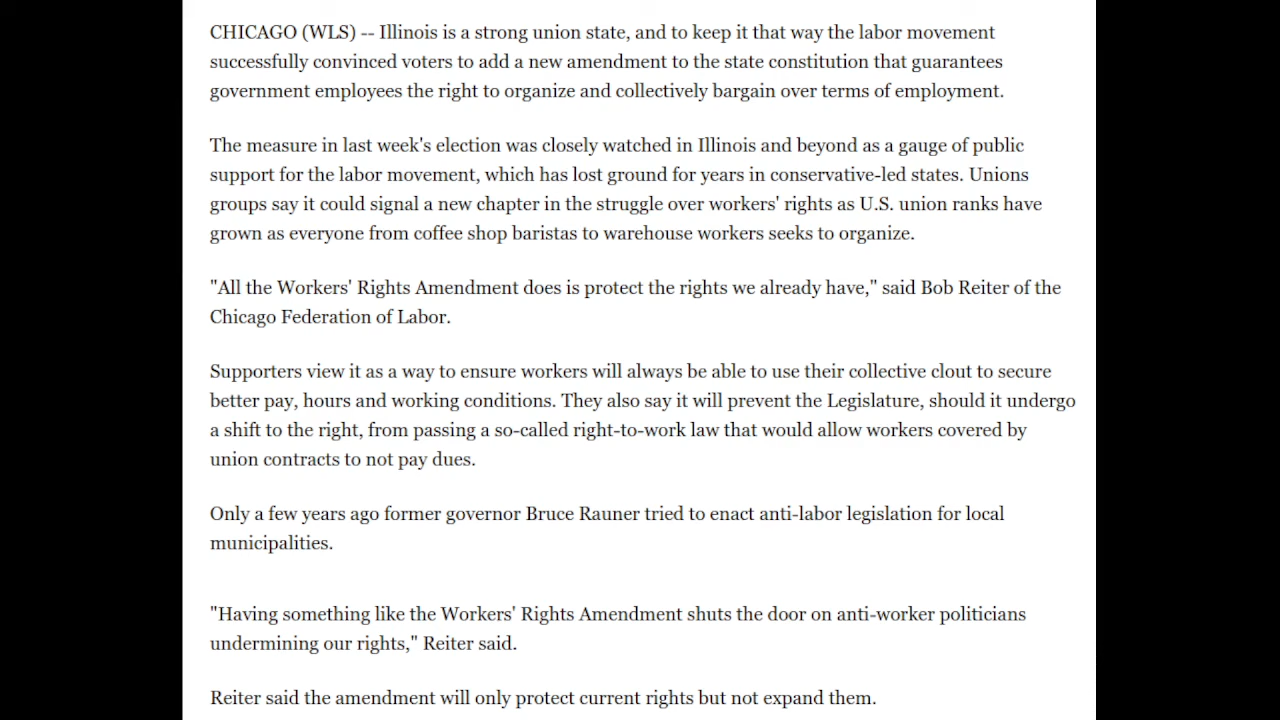 CHICAGO (WLS) -- Illinois is a strong union state, and to keep it that way the labor movement
successfully convinced voters to add a new amendment to the state constitution that guarantees
government employees the right to organize and collectively bargain over terms of employment.
The measure in last week's election was closely watched in Illinois and beyond as a gauge of public
support for the labor movement, which has lost ground for years in conservative-led states. Unions
groups say it could signal a new chapter in the struggle over workers' rights as U.S. union ranks have
grown as everyone from coffee shop baristas to warehouse workers seeks to organize.
"All the Workers' Rights Amendment does is protect the rights we already have," said Bob Reiter of the
Chicago Federation of Labor.
Supporters view it as a way to ensure workers will always be able to use their collective clout to secure
better pay, hours and working conditions. They also say it will prevent the Legislature, should it undergo
a shift to the right, from passing a so-called right-to-work law that would allow workers covered by
union contracts to not pay dues.
Only a few years ago former governor Bruce Rauner tried to enact anti-labor legislation for local
municipalities.
"Having something like the Workers' Rights Amendment shuts the door on anti-worker politicians
undermining our rights," Reiter said.
Reiter said the amendment will only protect current rights but not expand them.